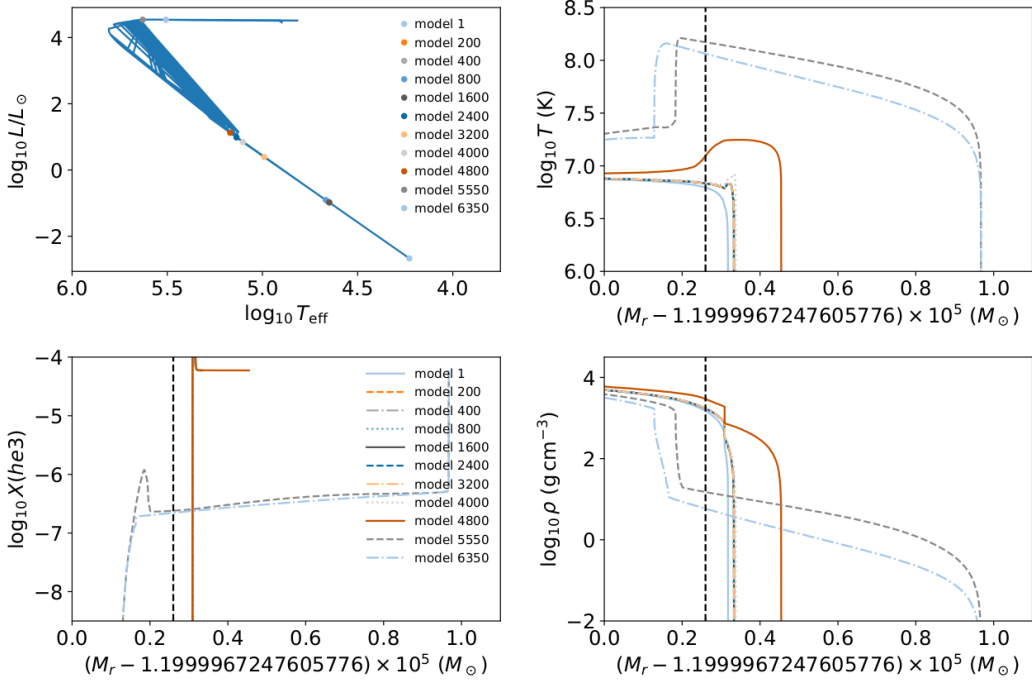 log₁₀ L/L⊙
4
2
0
−2
6.0 5.5 5.0 4.5 4.0
log₁₀ T_eff
model 1
model 200
model 400
model 800
model 1600
model 2400
model 3200
model 4000
model 4800
model 5550
model 6350
log₁₀ T (K)
8.5
8.0
7.5
7.0
6.5
6.0
0.0 0.2 0.4 0.6 0.8 1.0
(M_r − 1.1999967247605776) × 10⁵ (M⊙)
log₁₀ X(he3)
−4
−5
−6
−7
−8
0.0 0.2 0.4 0.6 0.8 1.0
(M_r − 1.1999967247605776) × 10⁵ (M⊙)
model 1
model 200
model 400
model 800
model 1600
model 2400
model 3200
model 4000
model 4800
model 5550
model 6350
log₁₀ ρ (g cm⁻³)
4
2
0
−2
0.0 0.2 0.4 0.6 0.8 1.0
(M_r − 1.1999967247605776) × 10⁵ (M⊙)